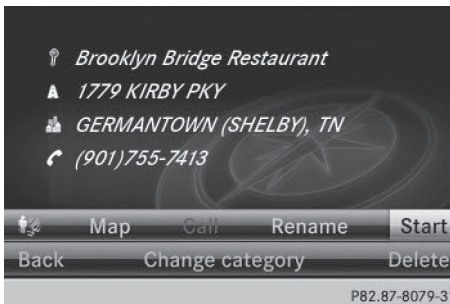 Brooklyn Bridge Restaurant
1779 KIRBY PKY
GERMANTOWN (SHELBY), TN
(901)755-7413
Map Call Rename Start
Back Change category Delete
P82.87-8079-31